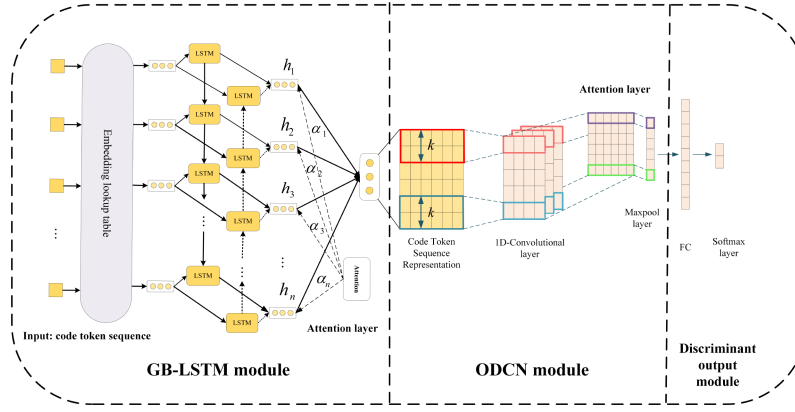 LSTM
LSTM
LSTM
LSTM
LSTM
LSTM
LSTM
LSTM
Embedding lookup table
h1
h2
h3
hn
α1
α2
α3
αn
...
...
...
Attention
Attention layer
Input: code token sequence
GB-LSTM module
k
k
Code Token
Sequence
Representation
1D-Convolutional
layer
Attention layer
Maxpool
layer
ODCN module
FC
Softmax
layer
Discriminant
output
module